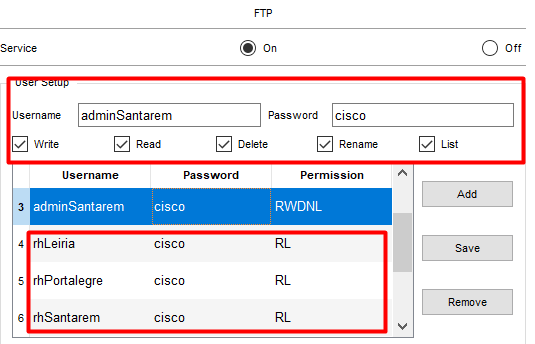 FTP
Service On Off
User Setup
Username adminSantarem Password cisco
Write Read Delete Rename List
Username Password Permission
3 adminSantarem cisco RWDNL
Add
4 rhLeiria cisco RL
Save
5 rhPortalegre cisco RL
Remove
6 rhSantarem cisco RL